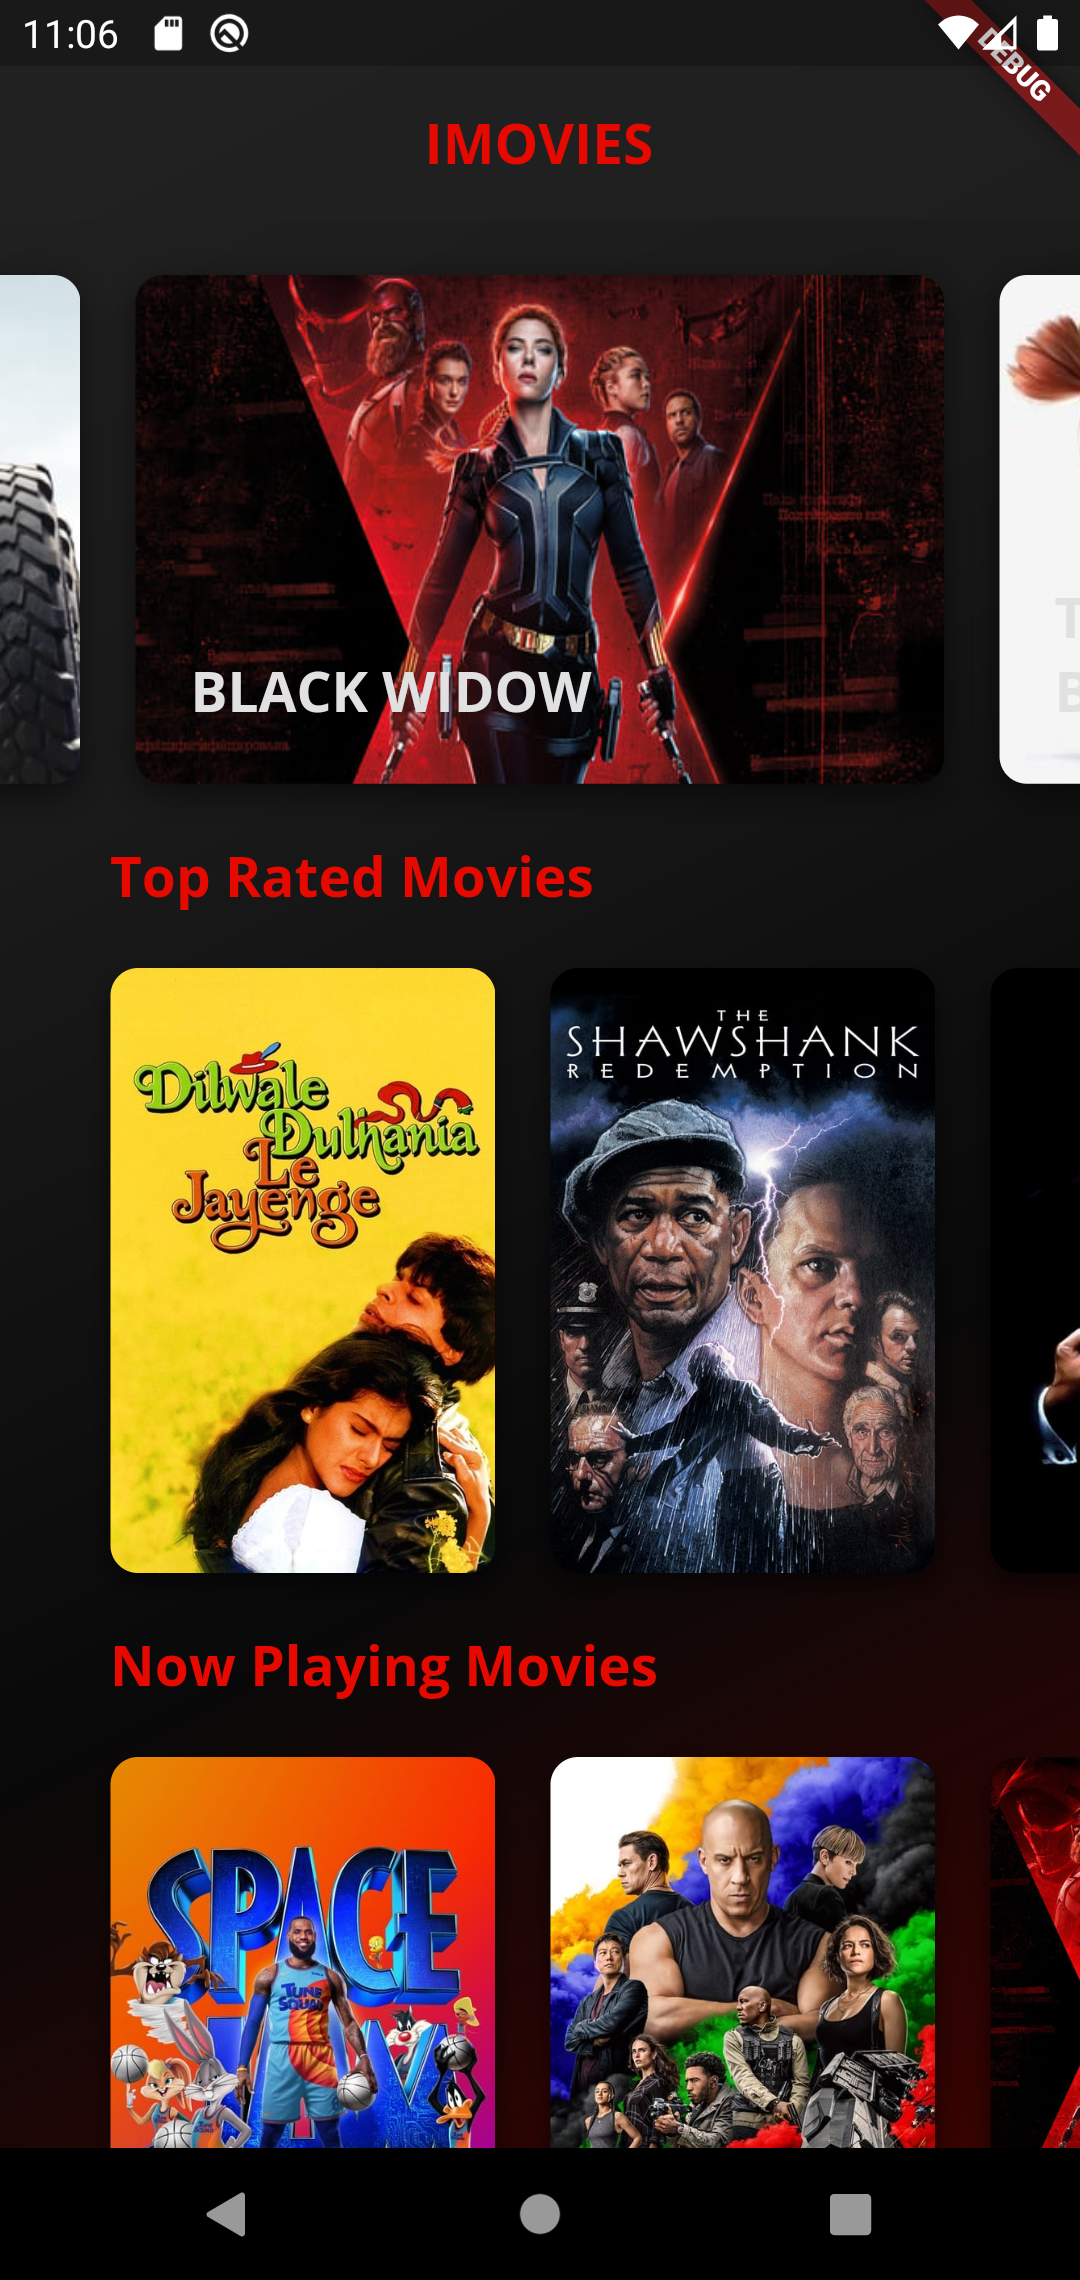 11:06
DEBUG
IMOVIES
BLACK WIDOW
T
B
Top Rated Movies
Dilwale
Dulhania
Le
Jayenge
THE
SHAWSHANK
REDEMPTION
Now Playing Movies
SPACE
JAM
TUNE
SQUAD